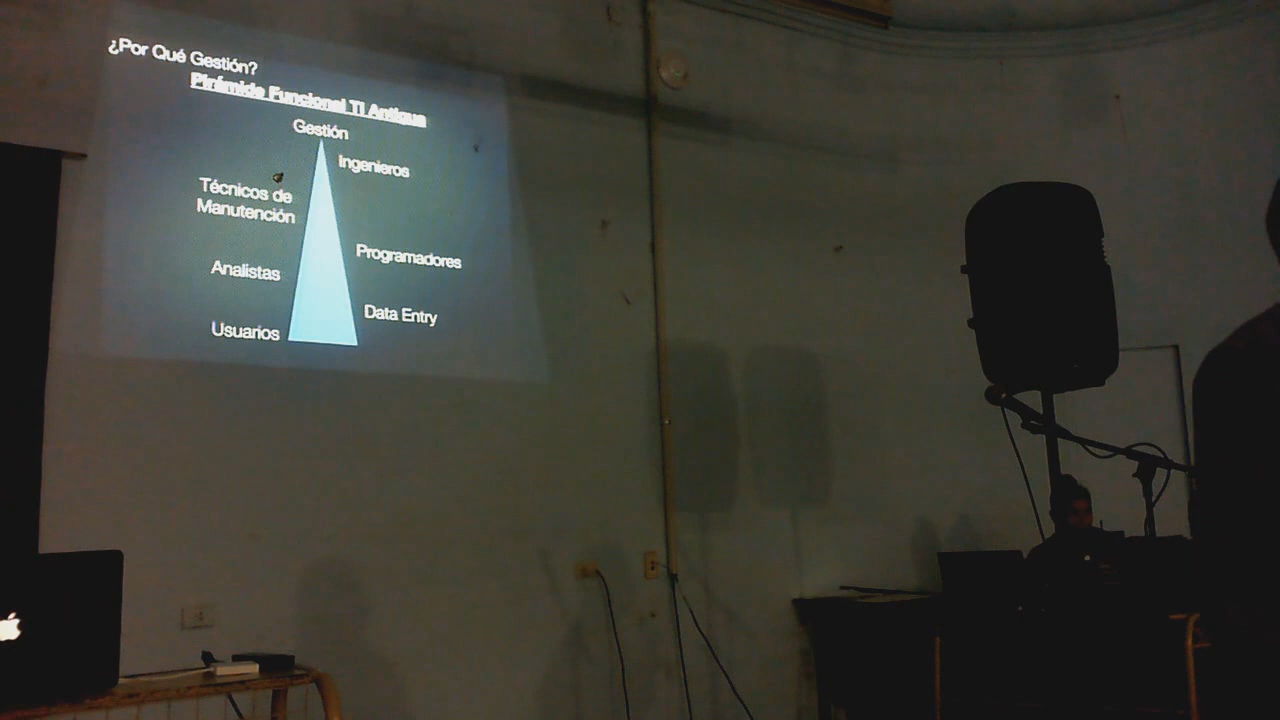 ¿Por Qué Gestión?
Pirámide Funcional TI Antigua
Gestión
Ingenieros
Técnicos de
Manutención
Programadores
Analistas
Data Entry
Usuarios